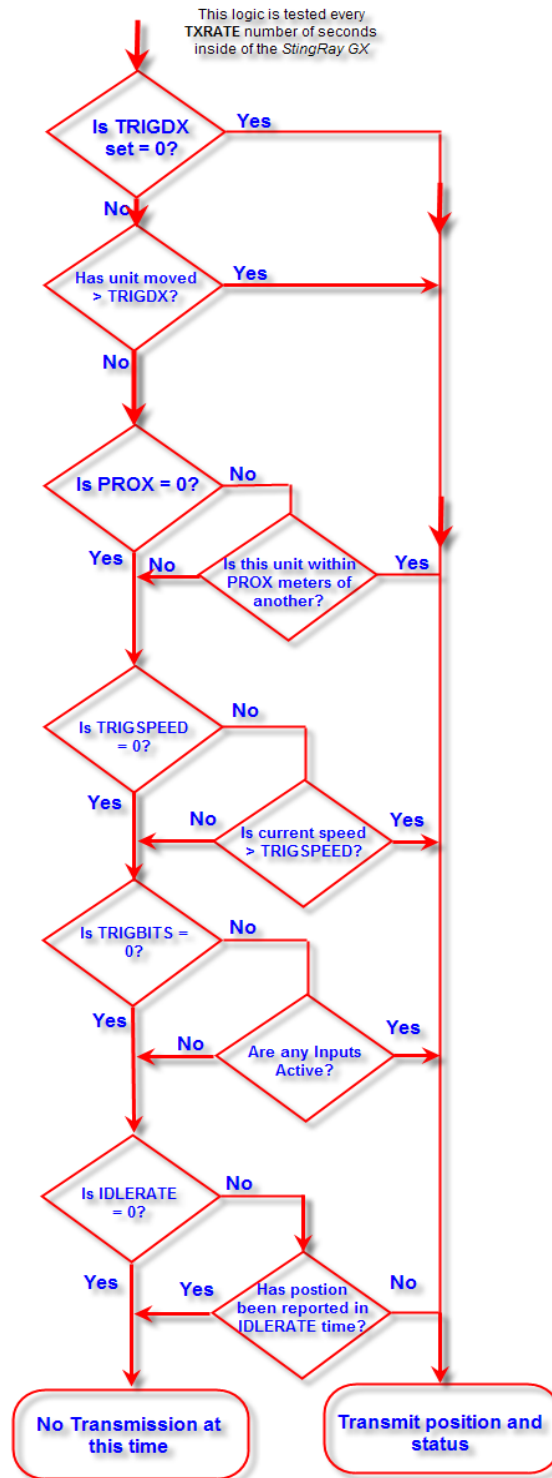 This logic is tested every
TXRATE number of seconds
inside of the StingRay GX
Is TRIGDX
set = 0?
Yes
No
Has unit moved
> TRIGDX?
Yes
No
Is PROX = 0?
No
Yes
No
Is this unit within
PROX meters of
another?
Yes
Is TRIGSPEED
= 0?
No
Yes
No
Is current speed
> TRIGSPEED?
Yes
Is TRIGBITS =
0?
No
Yes
No
Are any Inputs
Active?
Yes
Is IDLERATE
= 0?
No
Yes
Yes
Has postion
been reported in
IDLERATE time?
No
No Transmission at
this time
Transmit position and
status